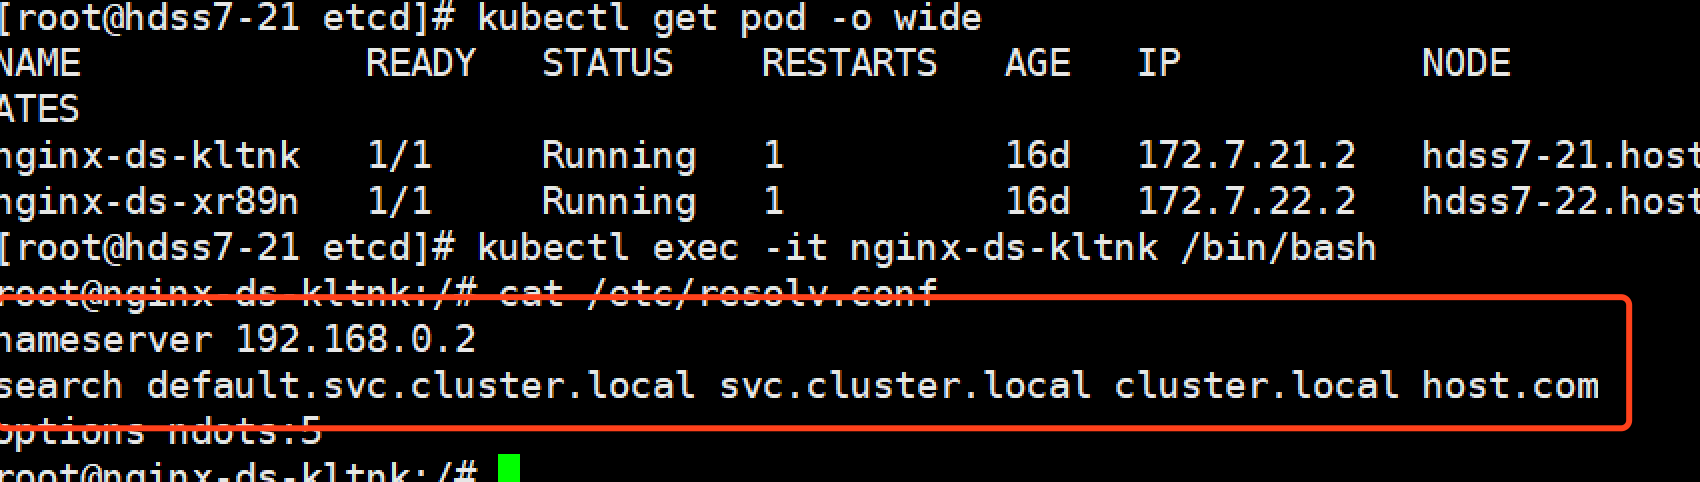 [root@hdss7-21 etcd]# kubectl get pod -o wide
NAME READY STATUS RESTARTS AGE IP NODE
ATES
nginx-ds-kltnk 1/1 Running 1 16d 172.7.21.2 hdss7-21.host
nginx-ds-xr89n 1/1 Running 1 16d 172.7.22.2 hdss7-22.host
[root@hdss7-21 etcd]# kubectl exec -it nginx-ds-kltnk /bin/bash
root@nginx-ds-kltnk:/# cat /etc/resolv.conf
nameserver 192.168.0.2
search default.svc.cluster.local svc.cluster.local cluster.local host.com
options ndots:5
root@nginx-ds-kltnk:/#